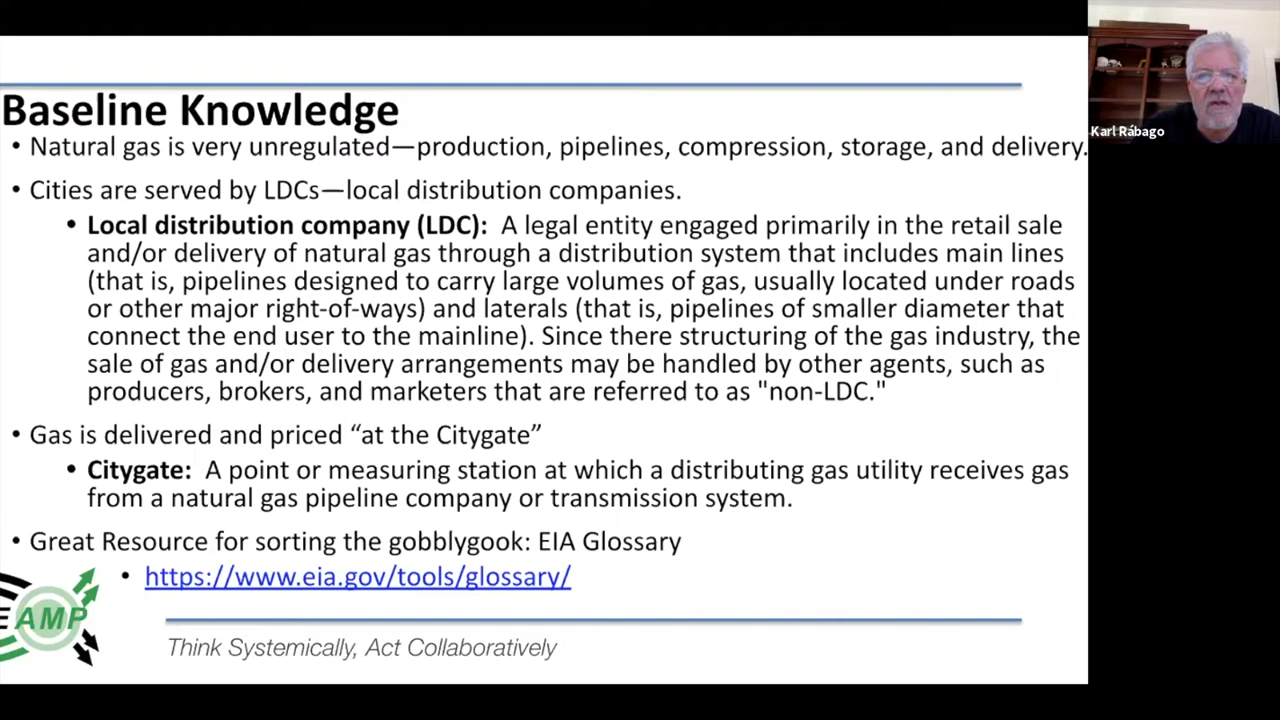 Baseline Knowledge
• Natural gas is very unregulated—production, pipelines, compression, storage, and delivery.
• Cities are served by LDCs—local distribution companies.
• Local distribution company (LDC): A legal entity engaged primarily in the retail sale
and/or delivery of natural gas through a distribution system that includes main lines
(that is, pipelines designed to carry large volumes of gas, usually located under roads
or other major right-of-ways) and laterals (that is, pipelines of smaller diameter that
connect the end user to the mainline). Since there structuring of the gas industry, the
sale of gas and/or delivery arrangements may be handled by other agents, such as
producers, brokers, and marketers that are referred to as "non-LDC."
• Gas is delivered and priced “at the Citygate”
• Citygate: A point or measuring station at which a distributing gas utility receives gas
from a natural gas pipeline company or transmission system.
• Great Resource for sorting the gobblygook: EIA Glossary
• https://www.eia.gov/tools/glossary/
E AMP
Think Systemically, Act Collaboratively
Karl Rábago